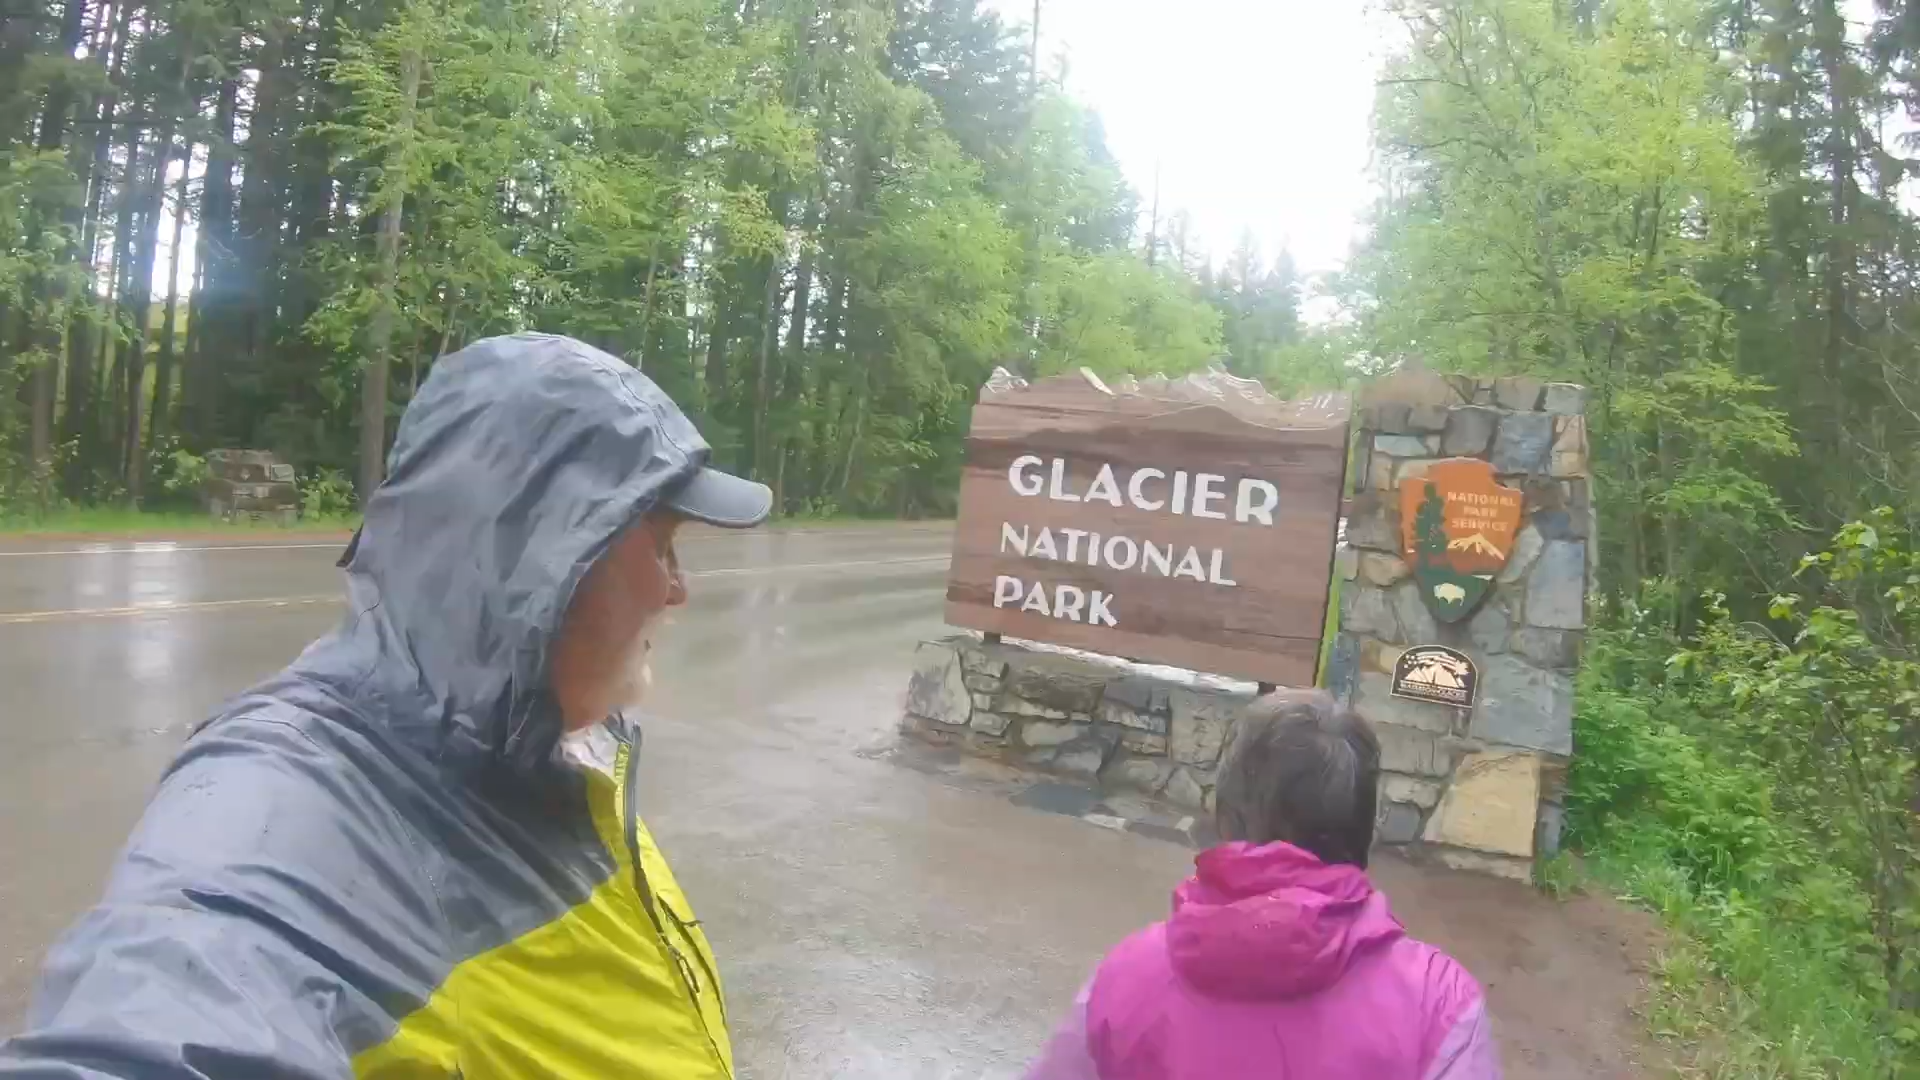 GLACIER
NATIONAL
PARK
NATIONAL
PARK
SERVICE